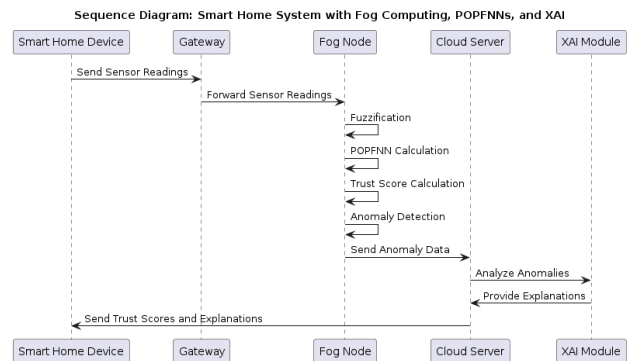 Sequence Diagram: Smart Home System with Fog Computing, POPFNNs, and XAI
Smart Home Device Gateway Fog Node Cloud Server XAI Module
Send Sensor Readings
Forward Sensor Readings
Fuzzification
POPFNN Calculation
Trust Score Calculation
Anomaly Detection
Send Anomaly Data
Analyze Anomalies
Provide Explanations
Send Trust Scores and Explanations
Smart Home Device Gateway Fog Node Cloud Server XAI Module